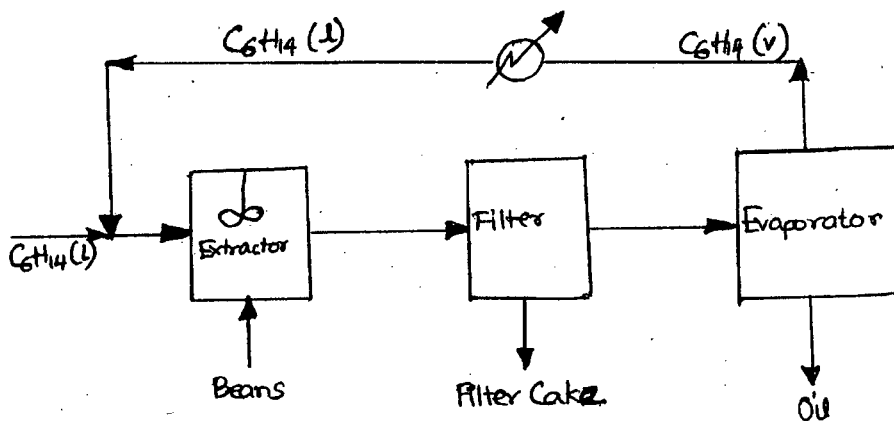 C6H14 (l)
C6H14 (v)
C6H14 (l)
Extractor
Filter
Evaporator
Beans
Filter Cake
Oil